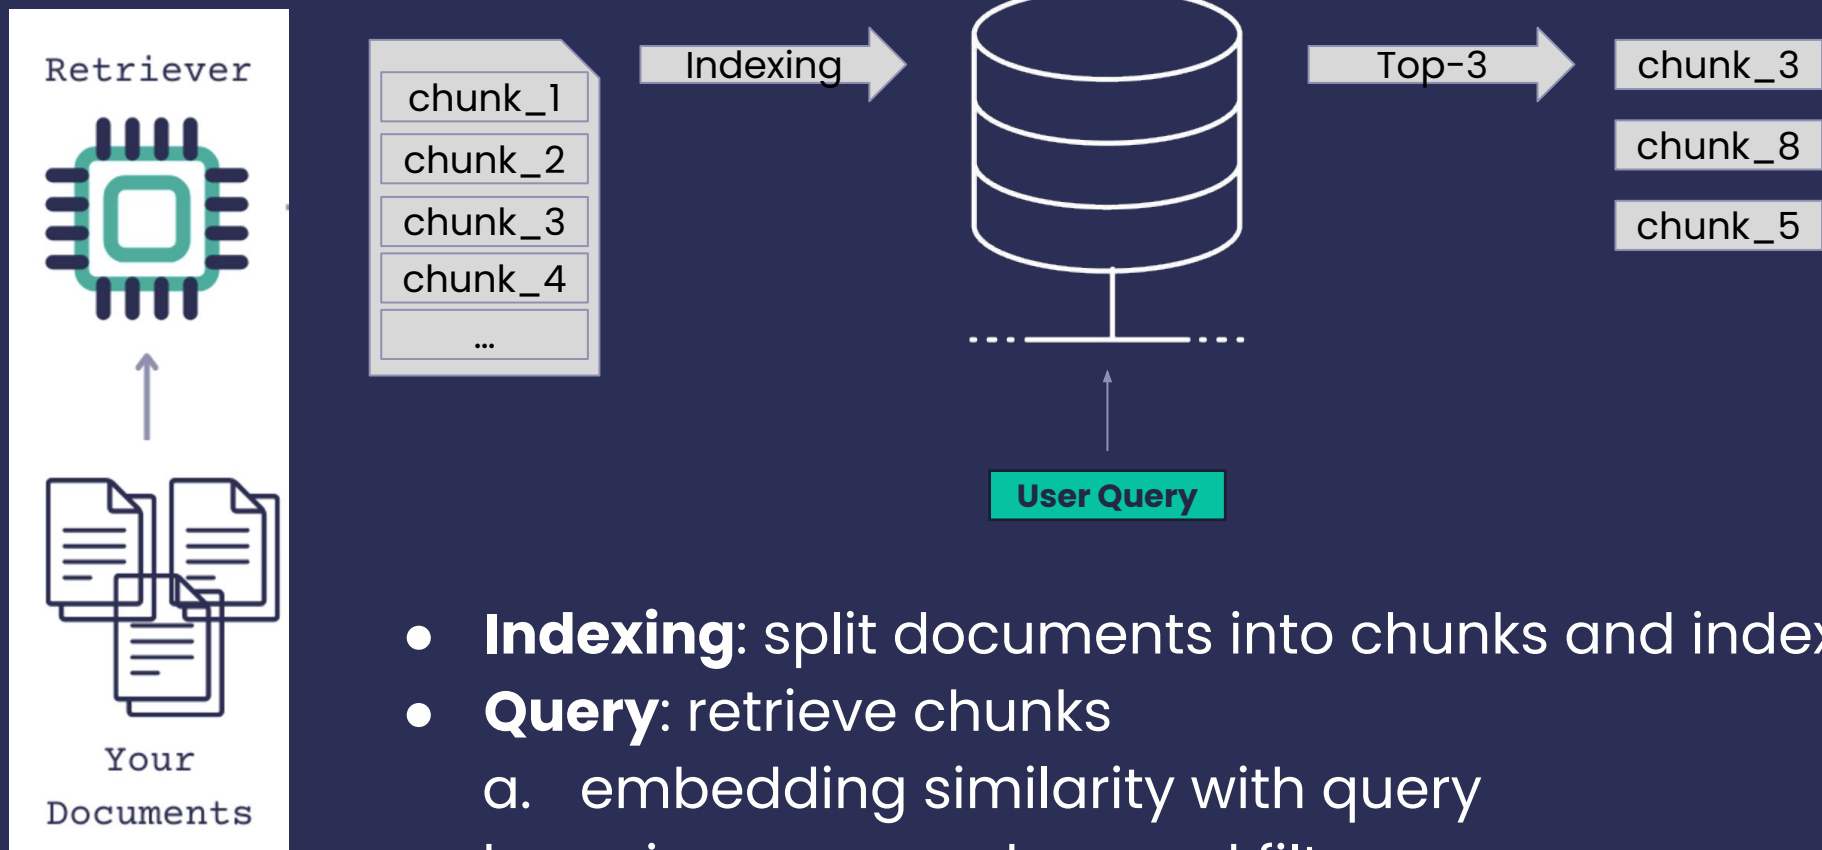 Retriever
Your
Documents
chunk_1
chunk_2
chunk_3
chunk_4
...
Indexing
Top-3
chunk_3
chunk_8
chunk_5
User Query
● Indexing: split documents into chunks and index
● Query: retrieve chunks
a. embedding similarity with query